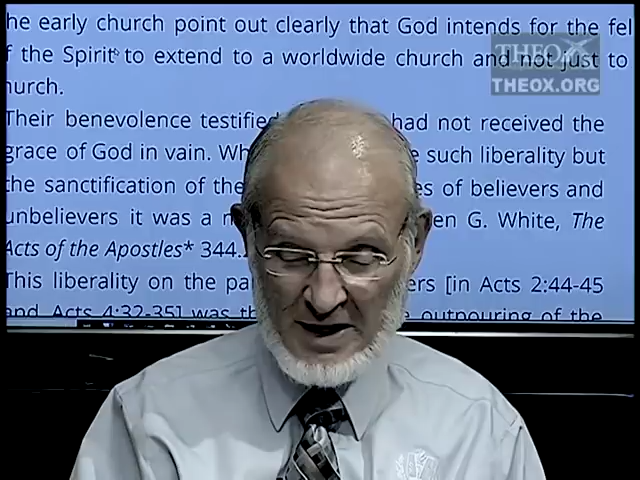 he early church point out clearly that God intends for the fel
f the Spirit to extend to a worldwide church and not just to
hurch.
THEOX
THEOX.ORG
Their benevolence testified had not received the
grace of God in vain. Wh e such liberality but
the sanctification of the es of believers and
unbelievers it was a en G. White, The
Acts of the Apostles* 344.
This liberality on the pa ers [in Acts 2:44-45
and Acts 4:32-35] was th e outpouring of the